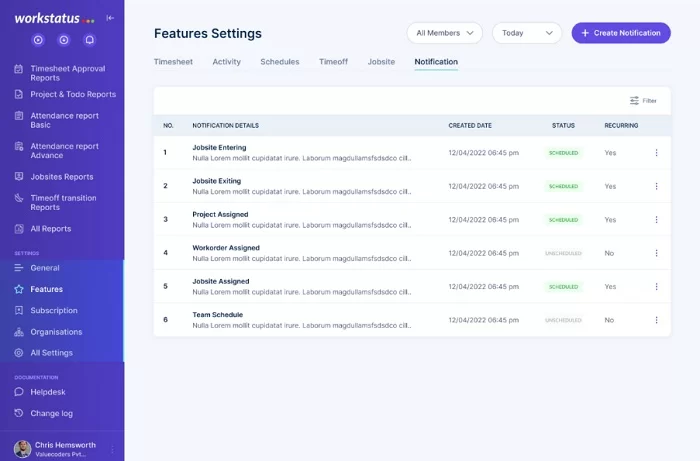 workstatus
Timesheet Approval
Reports
Project & Todo Reports
Attendance report
Basic
Attendance report
Advance
Jobsites Reports
Timeoff transition
Reports
All Reports
SETTINGS
General
Features
Subscription
Organisations
All Settings
DOCUMENTATION
Helpdesk
Change log
Chris Hemsworth
Valuecoders Pvt...
Features Settings
All Members
Today
+ Create Notification
Timesheet Activity Schedules Timeoff Jobsite Notification
Filter
NO. NOTIFICATION DETAILS CREATED DATE STATUS RECURRING
1 Jobsite Entering 12/04/2022 06:45 pm SCHEDULED Yes
Nulla Lorem mollit cupidatat irure. Laborum magdullamsfsdsdco cill..
2 Jobsite Exiting 12/04/2022 06:45 pm SCHEDULED Yes
Nulla Lorem mollit cupidatat irure. Laborum magdullamsfsdsdco cill..
3 Project Assigned 12/04/2022 06:45 pm SCHEDULED Yes
Nulla Lorem mollit cupidatat irure. Laborum magdullamsfsdsdco cill..
4 Workorder Assigned 12/04/2022 06:45 pm UNSCHEDULED No
Nulla Lorem mollit cupidatat irure. Laborum magdullamsfsdsdco cill..
5 Jobsite Assigned 12/04/2022 06:45 pm SCHEDULED Yes
Nulla Lorem mollit cupidatat irure. Laborum magdullamsfsdsdco cill..
6 Team Schedule 12/04/2022 06:45 pm UNSCHEDULED No
Nulla Lorem mollit cupidatat irure. Laborum magdullamsfsdsdco cill..